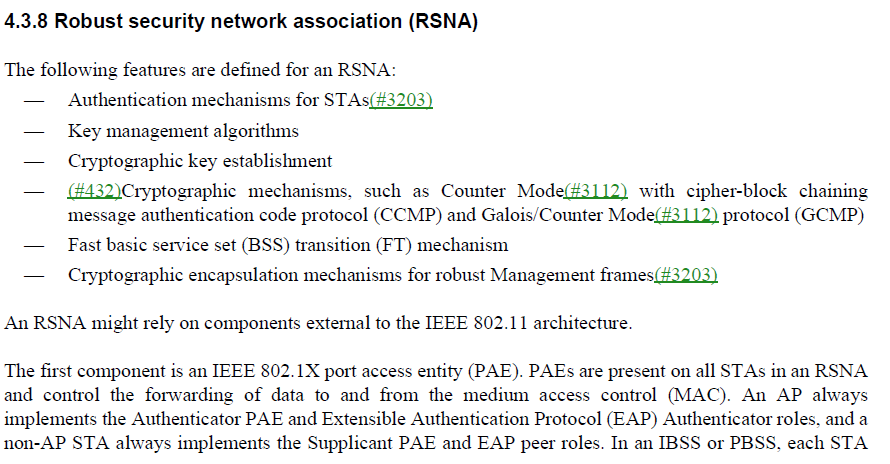 4.3.8 Robust security network association (RSNA)
The following features are defined for an RSNA:
— Authentication mechanisms for STAs(#3203)
— Key management algorithms
— Cryptographic key establishment
— (#432)Cryptographic mechanisms, such as Counter Mode(#3112) with cipher-block chaining
message authentication code protocol (CCMP) and Galois/Counter Mode(#3112) protocol (GCMP)
— Fast basic service set (BSS) transition (FT) mechanism
— Cryptographic encapsulation mechanisms for robust Management frames(#3203)
An RSNA might rely on components external to the IEEE 802.11 architecture.
The first component is an IEEE 802.1X port access entity (PAE). PAEs are present on all STAs in an RSNA
and control the forwarding of data to and from the medium access control (MAC). An AP always
implements the Authenticator PAE and Extensible Authentication Protocol (EAP) Authenticator roles, and a
non-AP STA always implements the Supplicant PAE and EAP peer roles. In an IBSS or PBSS, each STA